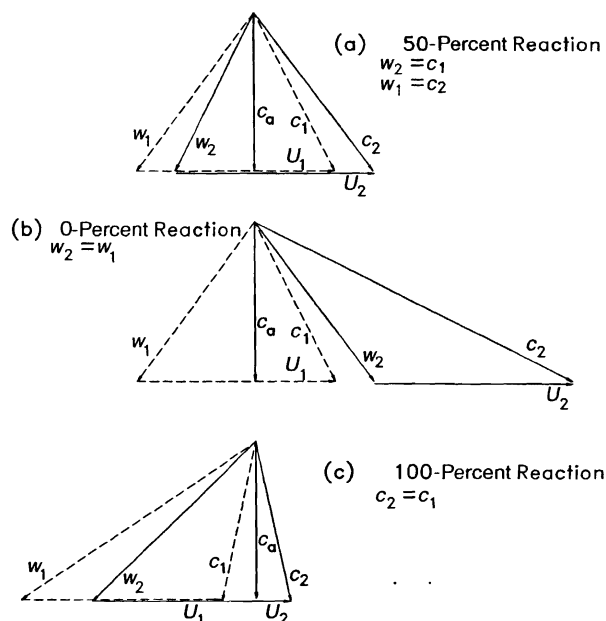 (a) 50-Percent Reaction
w₂ = c₁
w₁ = c₂
w₁
w₂
cₐ
c₁
U₁
c₂
U₂
(b) 0-Percent Reaction
w₂ = w₁
w₁
cₐ
c₁
U₁
w₂
c₂
U₂
(c) 100-Percent Reaction
c₂ = c₁
w₁
w₂
c₁
cₐ
c₂
U₁
U₂